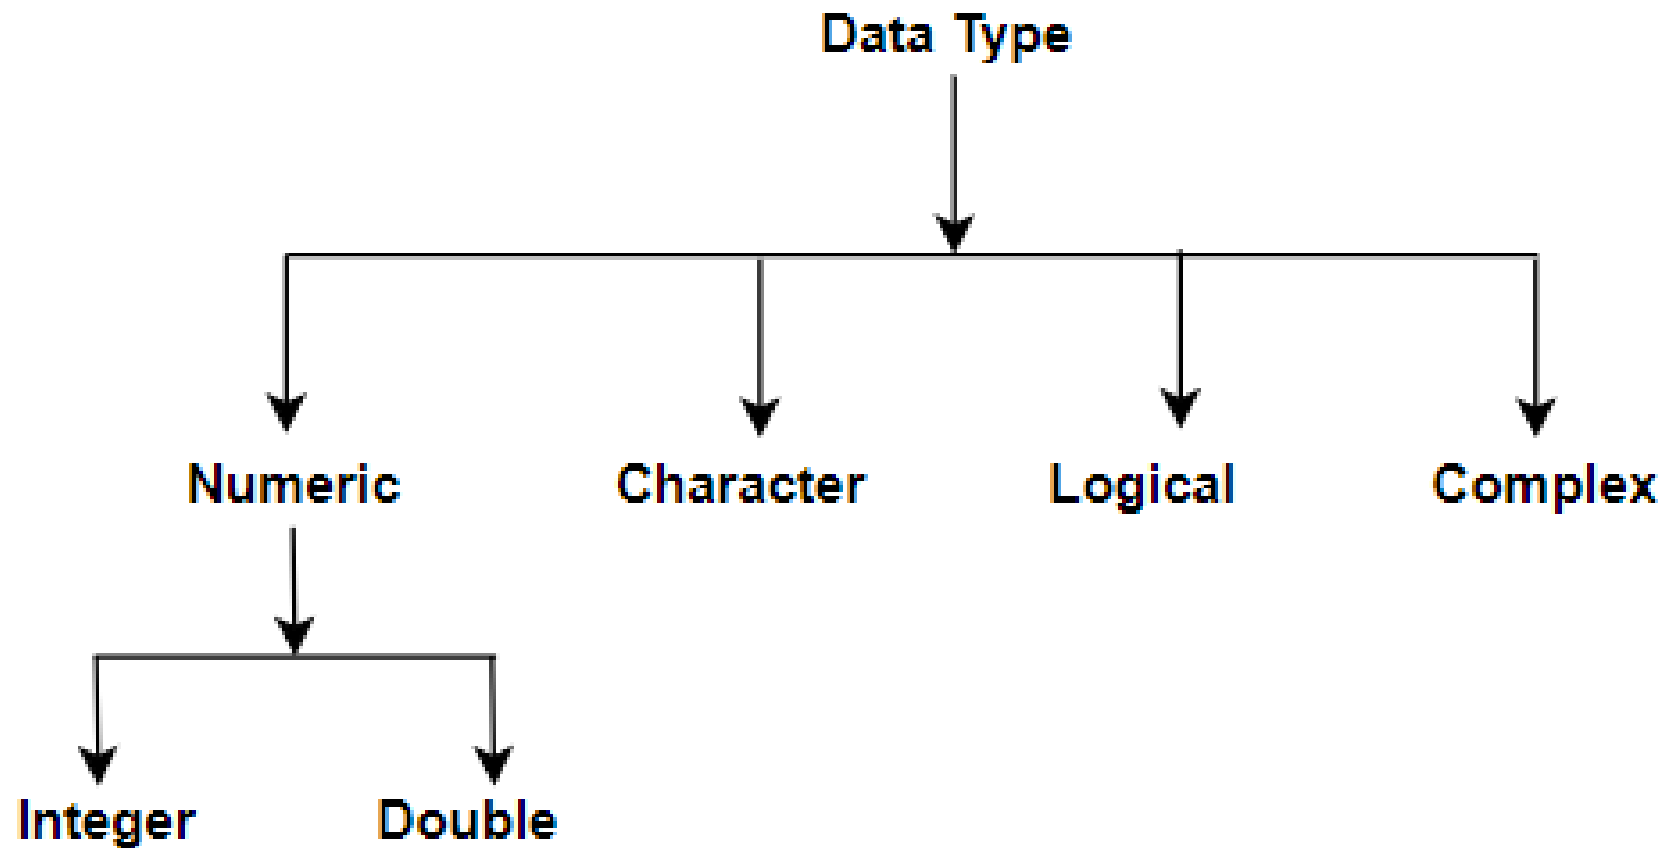 Data Type
Numeric
Character
Logical
Complex
Integer
Double